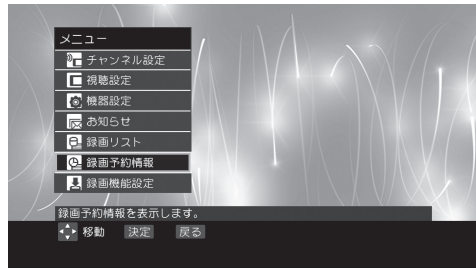 メニュー
チャンネル設定
視聴設定
機器設定
お知らせ
録画リスト
録画予約情報
録画機能設定
録画予約情報を表示します。
移動 決定 戻る